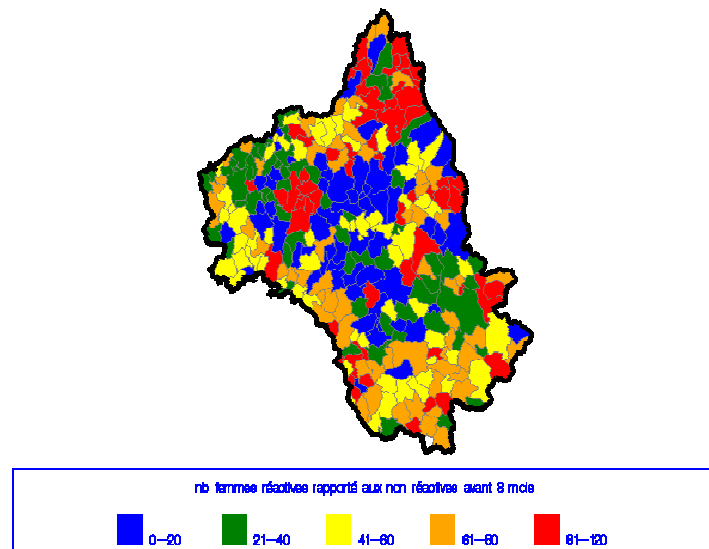 nb femmes réactives rapporté aux non réactives avant 8 mois
0-20 21-40 41-60 61-80 81-120